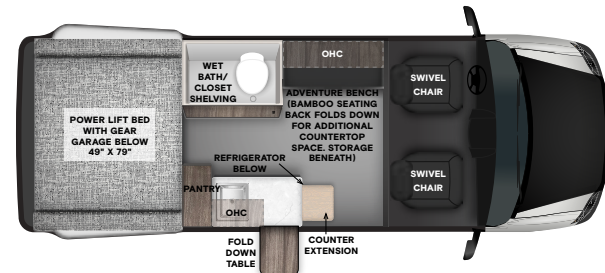 OHC
WET
BATH/
CLOSET
SHELVING
SWIVEL
CHAIR
ADVENTURE BENCH
(BAMBOO SEATING
BACK FOLDS DOWN
FOR ADDITIONAL
COUNTERTOP
SPACE. STORAGE
BENEATH)
POWER LIFT BED
WITH GEAR
GARAGE BELOW
49" X 79"
REFRIGERATOR
BELOW
SWIVEL
CHAIR
PANTRY
OHC
FOLD
DOWN
TABLE
COUNTER
EXTENSION